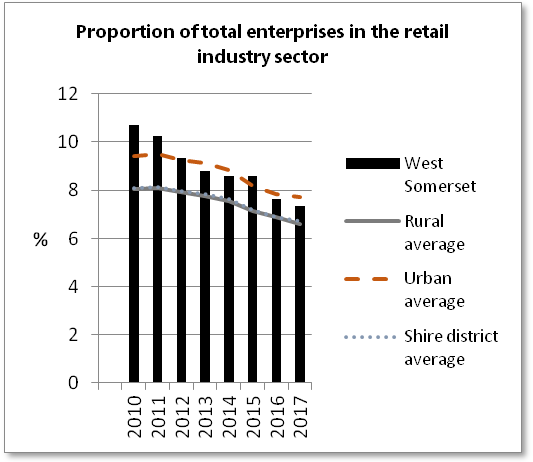 Proportion of total enterprises in the retail
industry sector
12
10
8
6
4
2
0
%
2010
2011
2012
2013
2014
2015
2016
2017
West
Somerset
Rural
average
Urban
average
Shire district
average